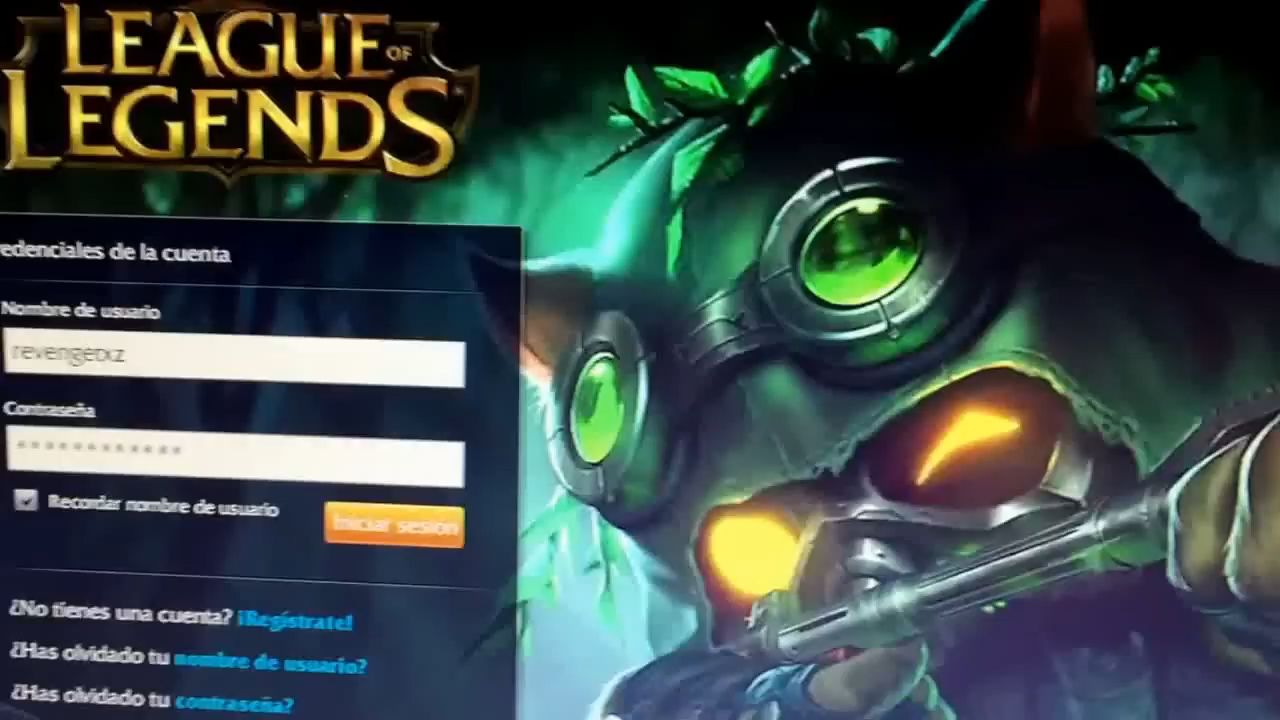 LEAGUE OF
LEGENDS
edenciales de la cuenta
Nombre de usuario
revengerxz
Contraseña
************
Recordar nombre de usuario
Iniciar sesión
¿No tienes una cuenta? ¡Regístrate!
¿Has olvidado tu nombre de usuario?
¿Has olvidado tu contraseña?